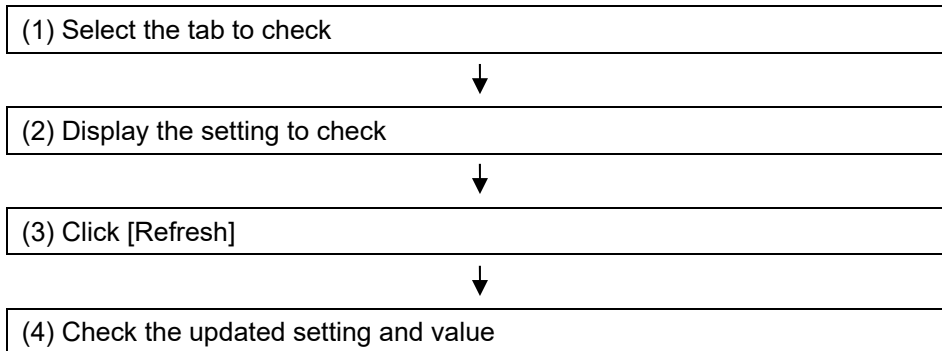 (1) Select the tab to check
(2) Display the setting to check
(3) Click [Refresh]
(4) Check the updated setting and value